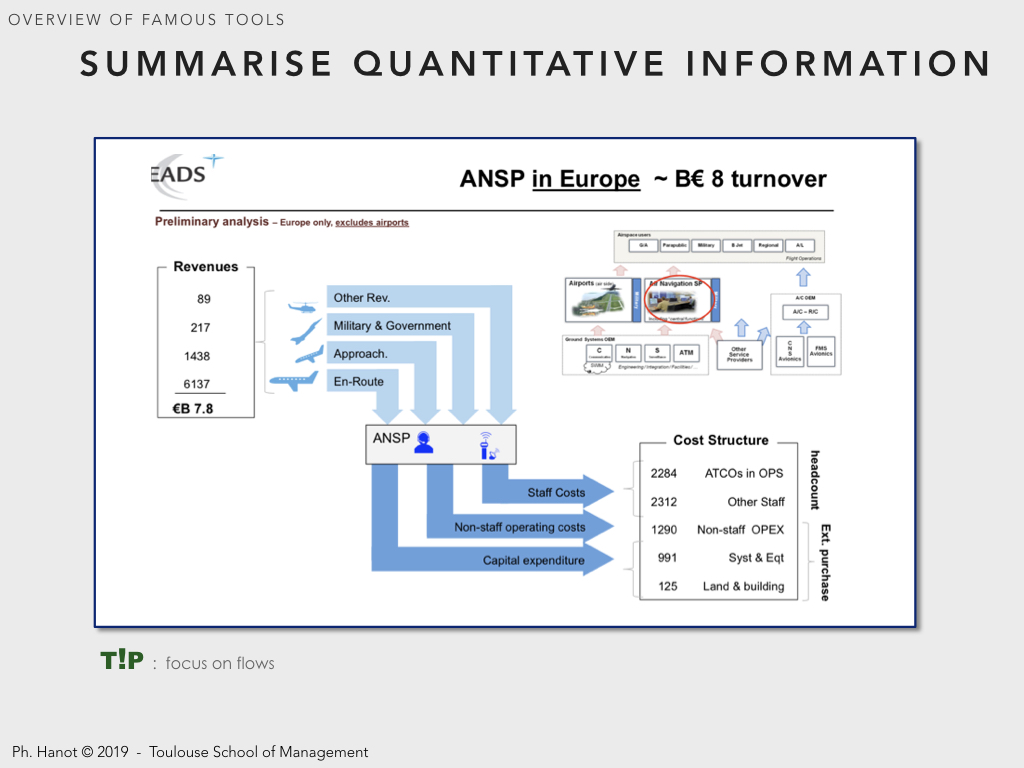 OVERVIEW OF FAMOUS TOOLS
SUMMARISE QUANTITATIVE INFORMATION
EADS
ANSP in Europe ~ B€ 8 turnover
Preliminary analysis – Europe only, excludes airports
Revenues
89
217
1438
6137
€B 7.8
Other Rev.
Military & Government
Approach.
En-Route
Airspace users
G/A
Parapublic
Military
B Jet
Regional
A/L
Flight Operations
Airports
Military
Air Navigation SP
A/C OEM
A/C – R/C
C
N
S
Avionics
FMS
Avionics
Other
Service
Providers
Ground Systems OEM
C
Communication
N
Navigation
S
Surveillance
ATM
SWIM
Engineering / Integration / Facilities / ...
ANSP
Staff Costs
Non-staff operating costs
Capital expenditure
Cost Structure
2284 ATCOs in OPS
2312 Other Staff
1290 Non-staff OPEX
991 Syst & Eqt
125 Land & building
headcount
Ext. purchase
T!P : focus on flows
Ph. Hanot © 2019 - Toulouse School of Management